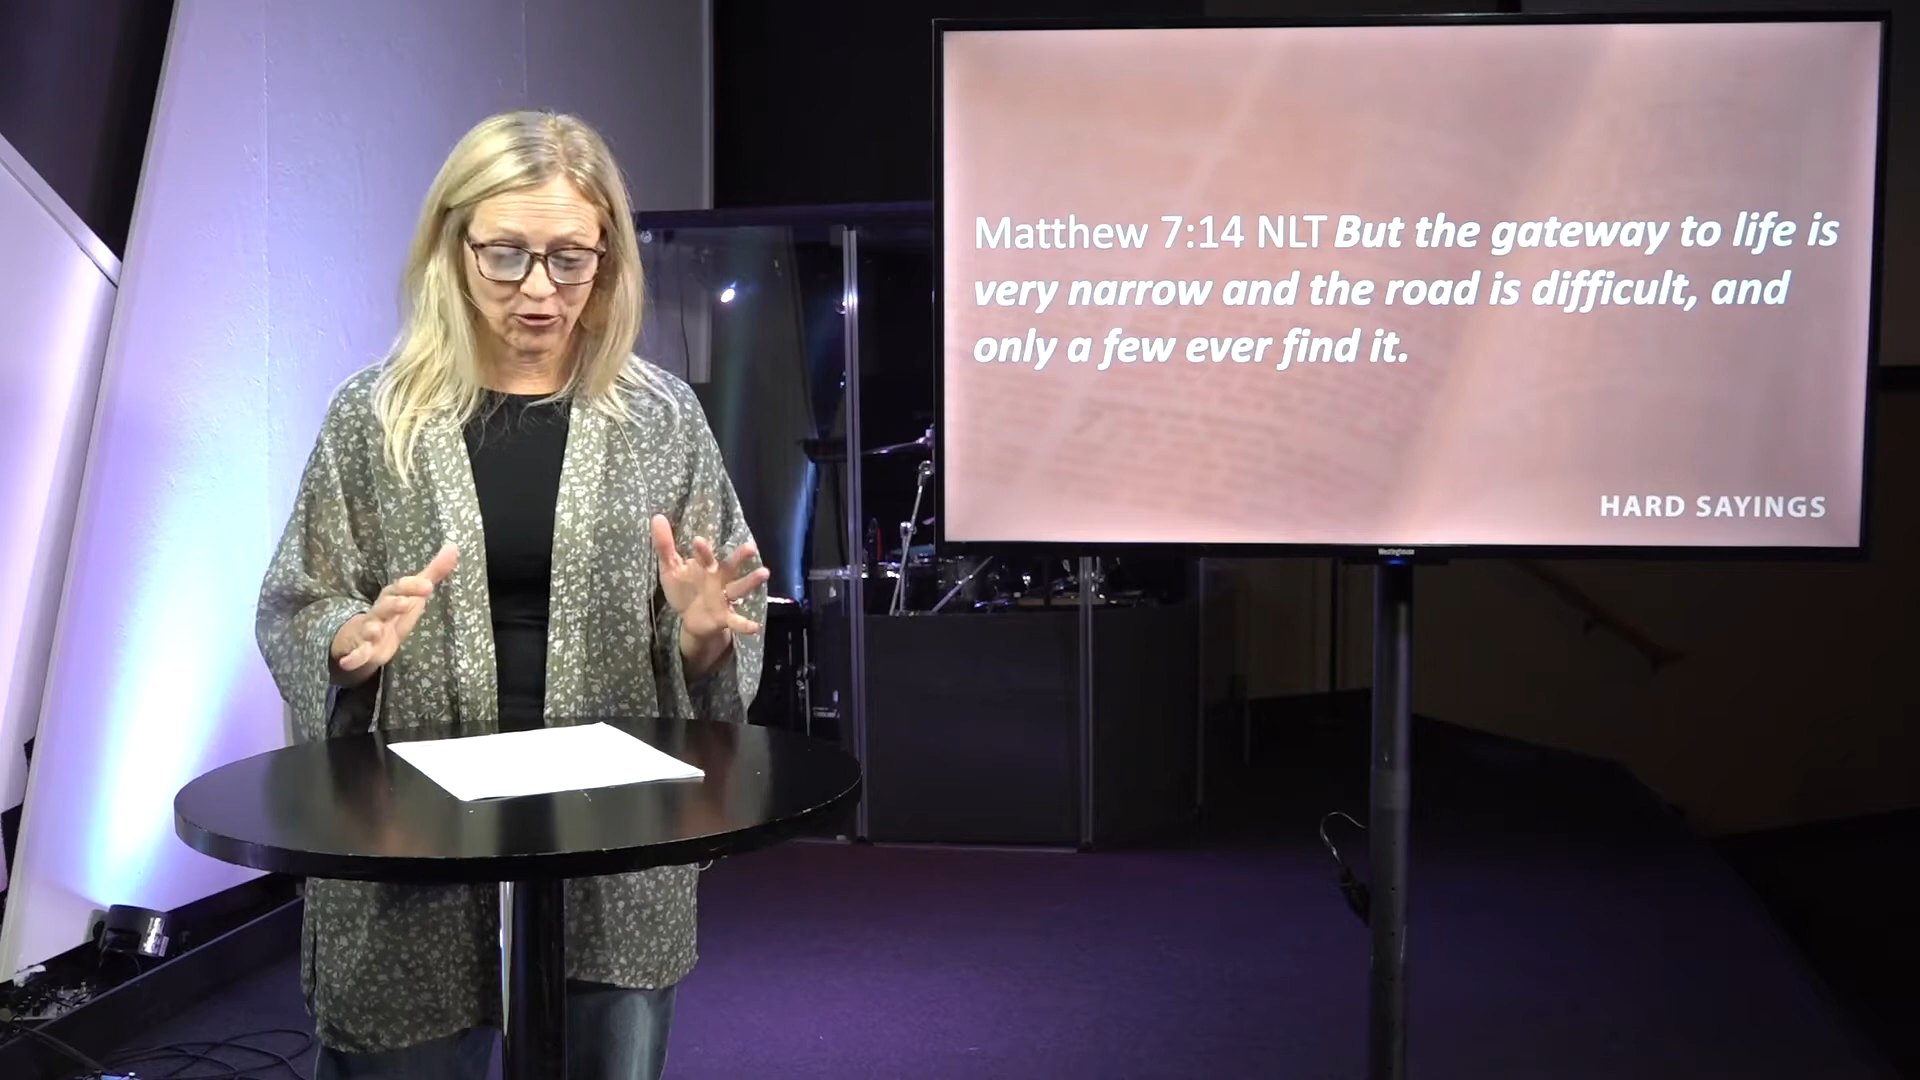 Matthew 7:14 NLT But the gateway to life is
very narrow and the road is difficult, and
only a few ever find it.
HARD SAYINGS
Westinghouse